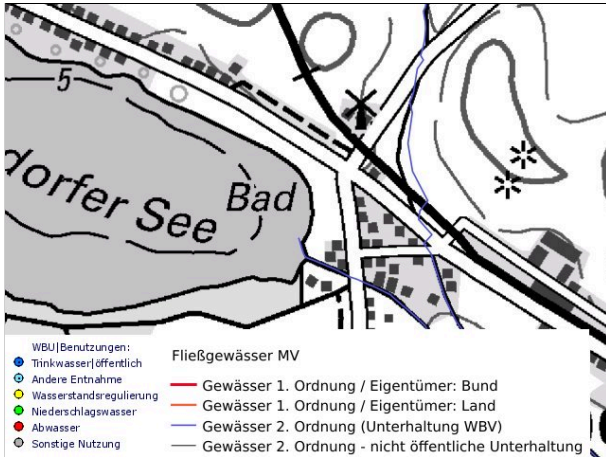 5
dorfer See
Bad
WBU|Benutzungen:
Trinkwasser|öffentlich
Andere Entnahme
Wasserstandsregulierung
Niederschlagswasser
Abwasser
Sonstige Nutzung
Fließgewässer MV
Gewässer 1. Ordnung / Eigentümer: Bund
Gewässer 1. Ordnung / Eigentümer: Land
Gewässer 2. Ordnung (Unterhaltung WBV)
Gewässer 2. Ordnung - nicht öffentliche Unterhaltung